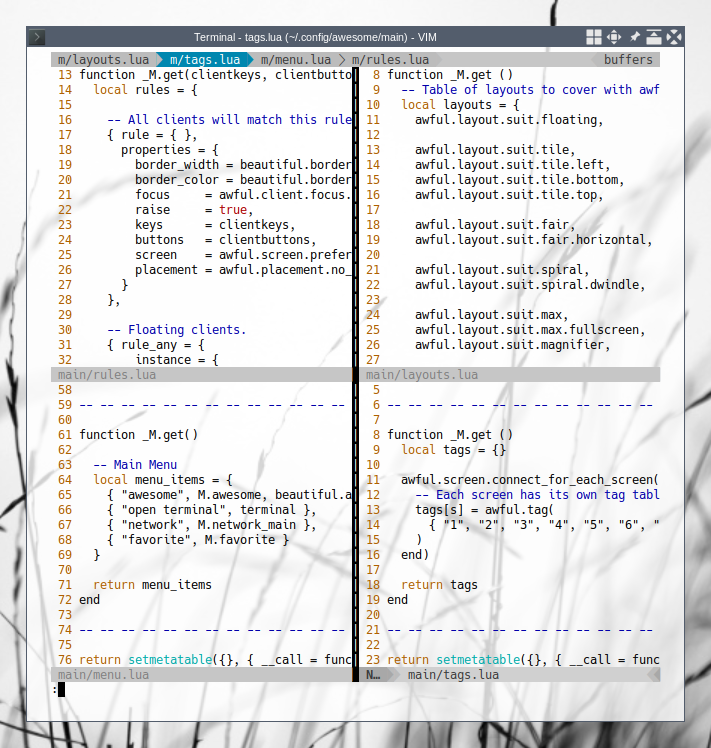 Terminal - tags.lua (~/.config/awesome/main) - VIM
m/layouts.lua m/tags.lua m/menu.lua m/rules.lua buffers
13 function _M.get(clientkeys, clientbutto
14   local rules = {
15
16     -- All clients will match this rule
17     { rule = { },
18       properties = {
19         border_width = beautiful.border
20         border_color = beautiful.border
21         focus     = awful.client.focus.
22         raise     = true,
23         keys      = clientkeys,
24         buttons   = clientbuttons,
25         screen    = awful.screen.prefer
26         placement = awful.placement.no_
27       }
28     },
29
30     -- Floating clients.
31     { rule_any = {
32         instance = {
main/rules.lua
8 function _M.get ()
9   -- Table of layouts to cover with awf
10   local layouts = {
11     awful.layout.suit.floating,
12
13     awful.layout.suit.tile,
14     awful.layout.suit.tile.left,
15     awful.layout.suit.tile.bottom,
16     awful.layout.suit.tile.top,
17
18     awful.layout.suit.fair,
19     awful.layout.suit.fair.horizontal,
20
21     awful.layout.suit.spiral,
22     awful.layout.suit.spiral.dwindle,
23
24     awful.layout.suit.max,
25     awful.layout.suit.max.fullscreen,
26     awful.layout.suit.magnifier,
27
main/layouts.lua
58
59 -- -- -- -- -- -- -- -- -- -- -- -- --
60
61 function _M.get()
62
63   -- Main Menu
64   local menu_items = {
65     { "awesome", M.awesome, beautiful.a
66     { "open terminal", terminal },
67     { "network", M.network_main },
68     { "favorite", M.favorite }
69   }
70
71   return menu_items
72 end
73
74 -- -- -- -- -- -- -- -- -- -- -- -- --
75
76 return setmetatable({}, { __call = func
main/menu.lua
5
6 -- -- -- -- -- -- -- -- -- -- -- -- --
7
8 function _M.get ()
9   local tags = {}
10
11   awful.screen.connect_for_each_screen(
12     -- Each screen has its own tag tabl
13     tags[s] = awful.tag(
14       { "1", "2", "3", "4", "5", "6", "
15     )
16   end)
17
18   return tags
19 end
20
21 -- -- -- -- -- -- -- -- -- -- -- -- --
22
23 return setmetatable({}, { __call = func
N… main/tags.lua
: